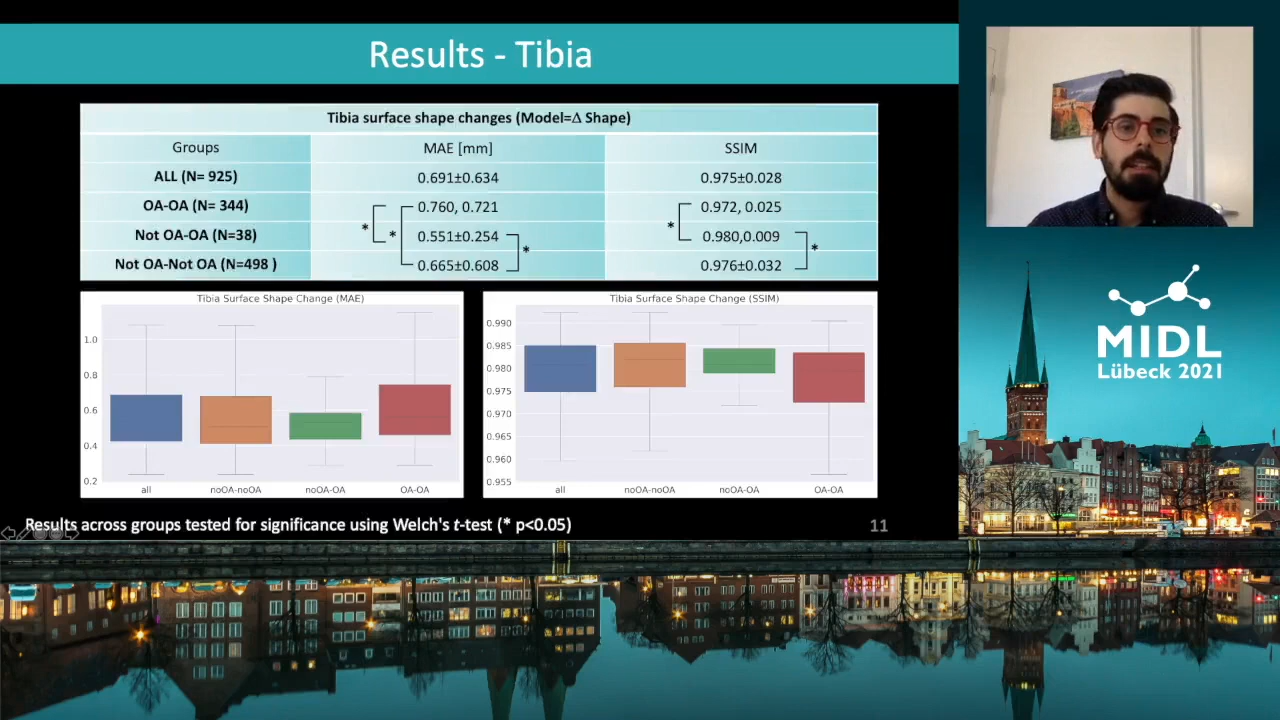 Results - Tibia
Tibia surface shape changes (Model=Δ Shape)
Groups MAE [mm] SSIM
ALL (N= 925) 0.691±0.634 0.975±0.028
OA-OA (N= 344) 0.760, 0.721 0.972, 0.025
* * *
Not OA-OA (N=38) 0.551±0.254 0.980,0.009
* *
Not OA-Not OA (N=498 ) 0.665±0.608 0.976±0.032
Tibia Surface Shape Change (MAE)
1.0
0.8
0.6
0.4
0.2
all noOA-noOA noOA-OA OA-OA
Tibia Surface Shape Change (SSIM)
0.990
0.985
0.980
0.975
0.970
0.965
0.960
0.955
all noOA-noOA noOA-OA OA-OA
Results across groups tested for significance using Welch's t-test (* p<0.05)
11
MIDL
Lübeck 2021